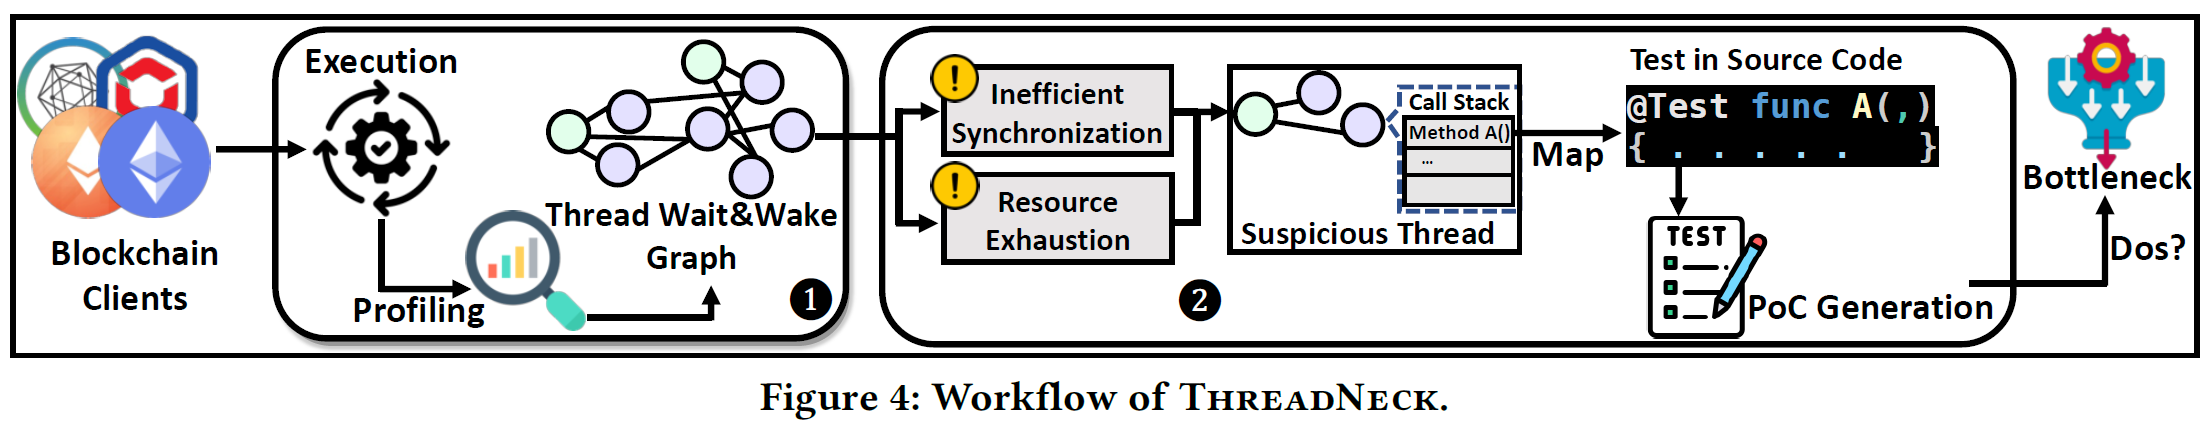 Blockchain
Clients
Execution
Profiling
Thread Wait&Wake
Graph
1
!
Inefficient
Synchronization
!
Resource
Exhaustion
2
Call Stack
Method A()
...
Suspicious Thread
Map
Test in Source Code
@Test func A(,)
{ . . . . . }
TEST
PoC Generation
Bottleneck
Dos?
Figure 4: Workflow of THREADNECK.